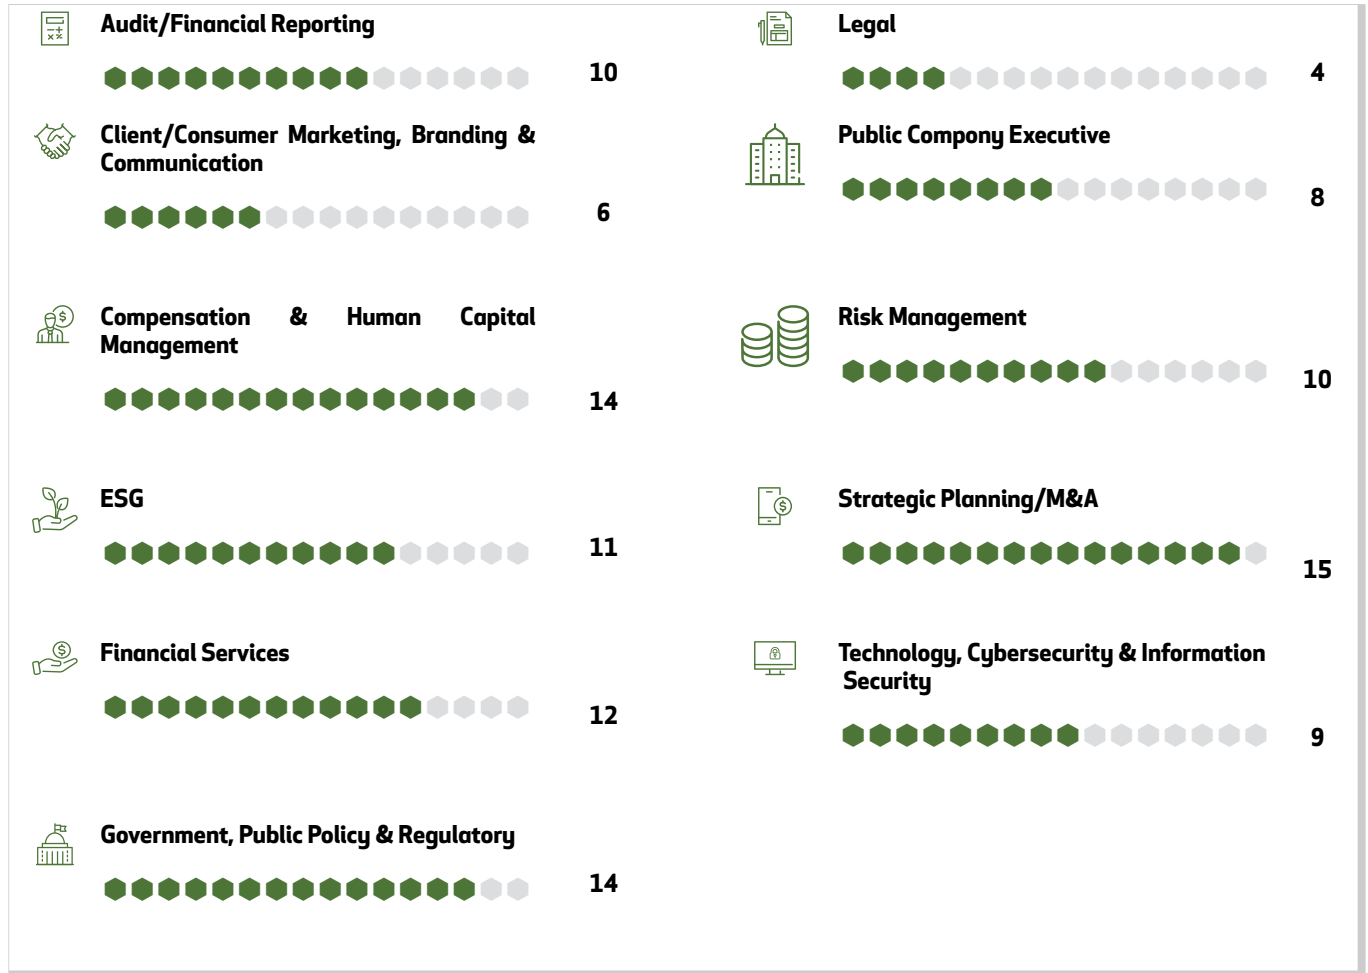 Audit/Financial Reporting
10
Client/Consumer Marketing, Branding &
Communication
6
Compensation & Human Capital
Management
14
ESG
11
Financial Services
12
Government, Public Policy & Regulatory
14
Legal
4
Public Compony Executive
8
Risk Management
10
Strategic Planning/M&A
15
Technology, Cybersecurity & Information
Security
9